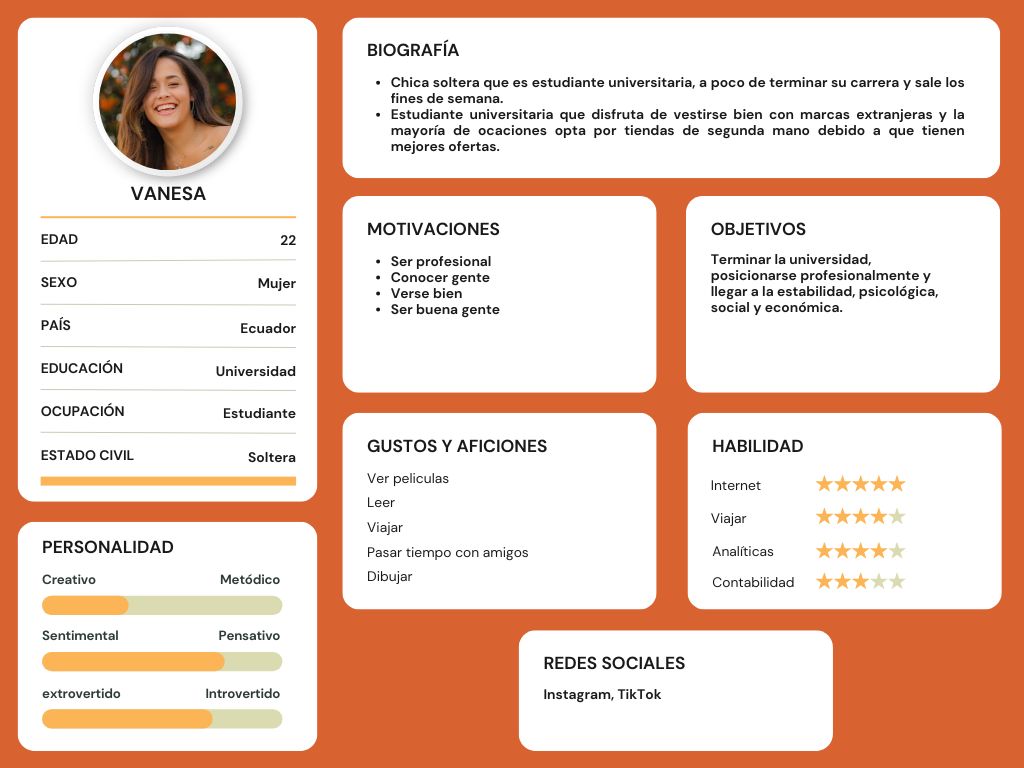 VANESA
EDAD 22
SEXO Mujer
PAÍS Ecuador
EDUCACIÓN Universidad
OCUPACIÓN Estudiante
ESTADO CIVIL Soltera
PERSONALIDAD
Creativo Metódico
Sentimental Pensativo
extrovertido Introvertido
BIOGRAFÍA
• Chica soltera que es estudiante universitaria, a poco de terminar su carrera y sale los
fines de semana.
• Estudiante universitaria que disfruta de vestirse bien con marcas extranjeras y la
mayoría de ocaciones opta por tiendas de segunda mano debido a que tienen
mejores ofertas.
MOTIVACIONES
• Ser profesional
• Conocer gente
• Verse bien
• Ser buena gente
OBJETIVOS
Terminar la universidad,
posicionarse profesionalmente y
llegar a la estabilidad, psicológica,
social y económica.
GUSTOS Y AFICIONES
Ver peliculas
Leer
Viajar
Pasar tiempo con amigos
Dibujar
HABILIDAD
Internet
Viajar
Analíticas
Contabilidad
REDES SOCIALES
Instagram, TikTok